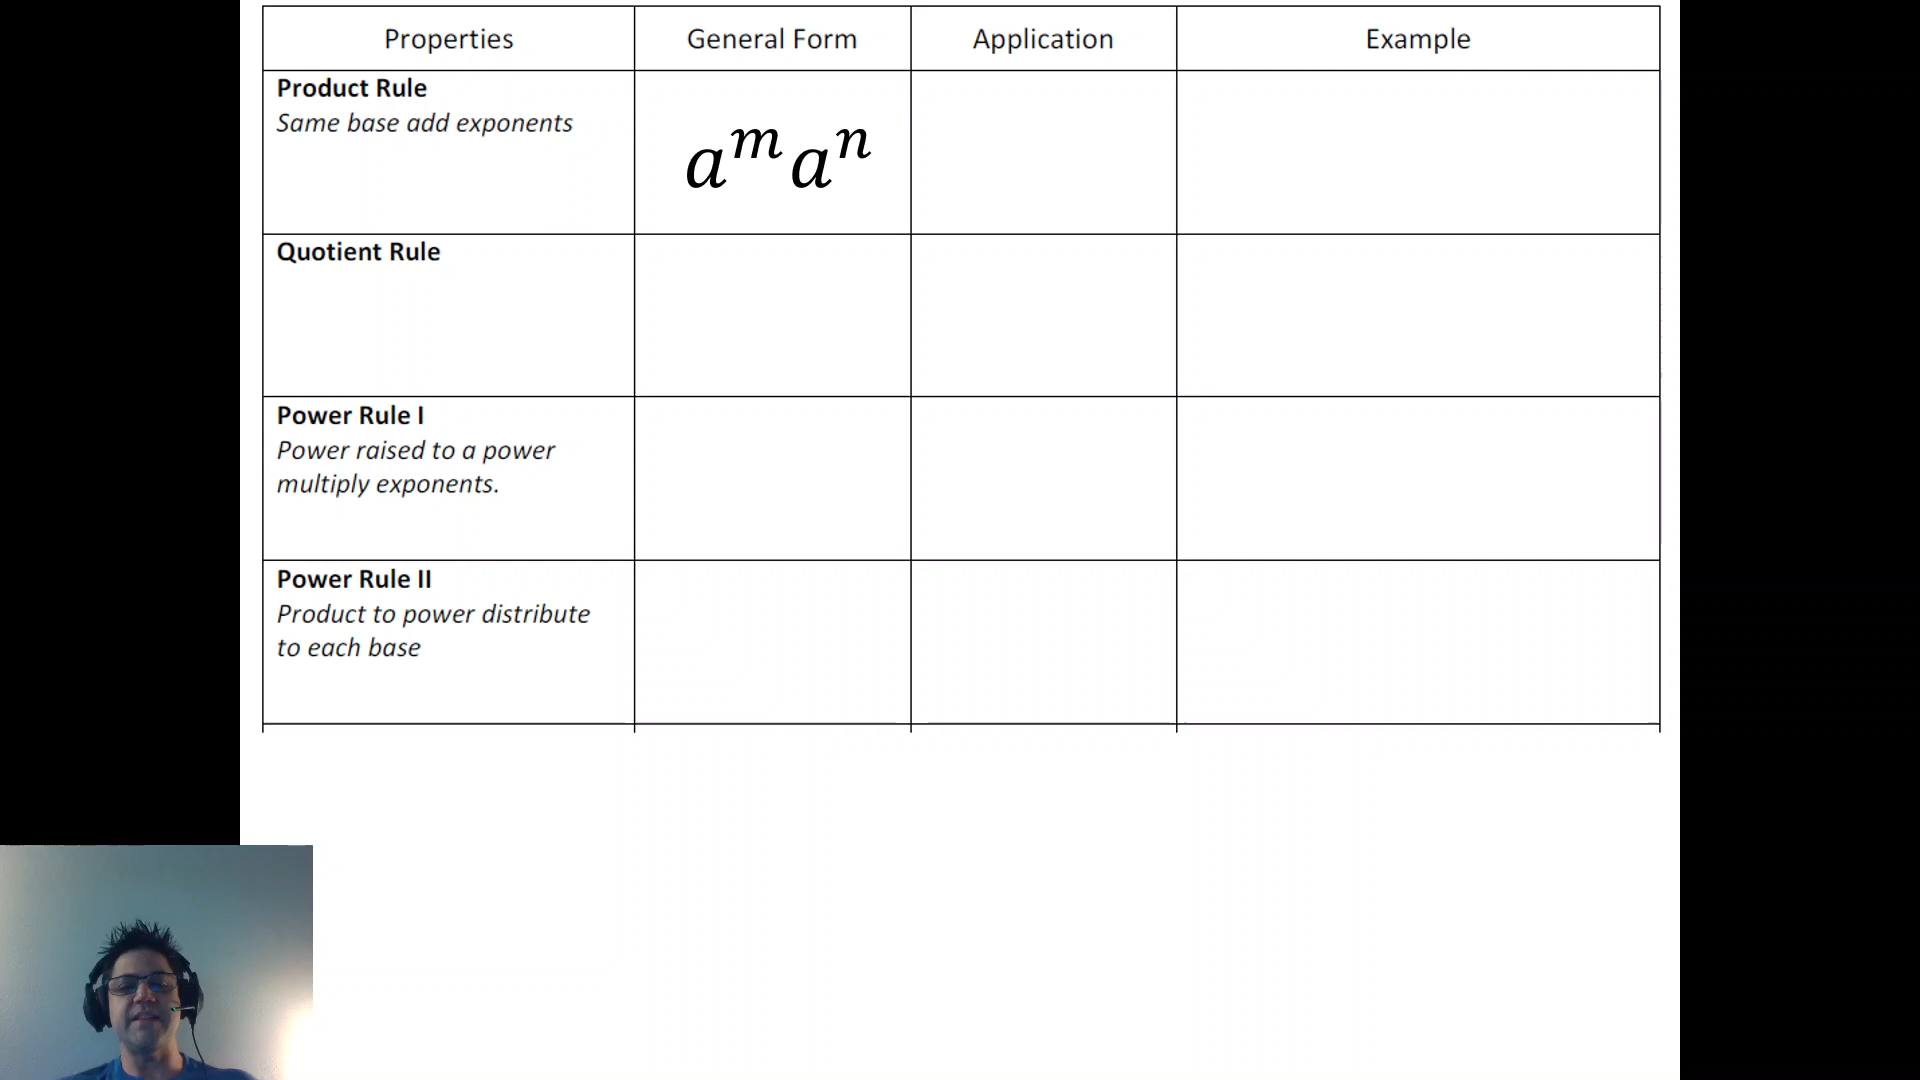 Properties General Form Application Example
Product Rule
Same base add exponents
aᵐaⁿ
Quotient Rule
Power Rule I
Power raised to a power
multiply exponents.
Power Rule II
Product to power distribute
to each base